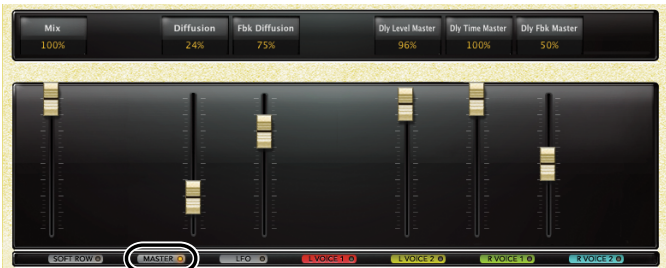 Mix Diffusion Fbk Diffusion Dly Level Master Dly Time Master Dly Fbk Master
100% 24% 75% 96% 100% 50%
SOFT ROW MASTER LFO L VOICE 1 L VOICE 2 R VOICE 1 R VOICE 2